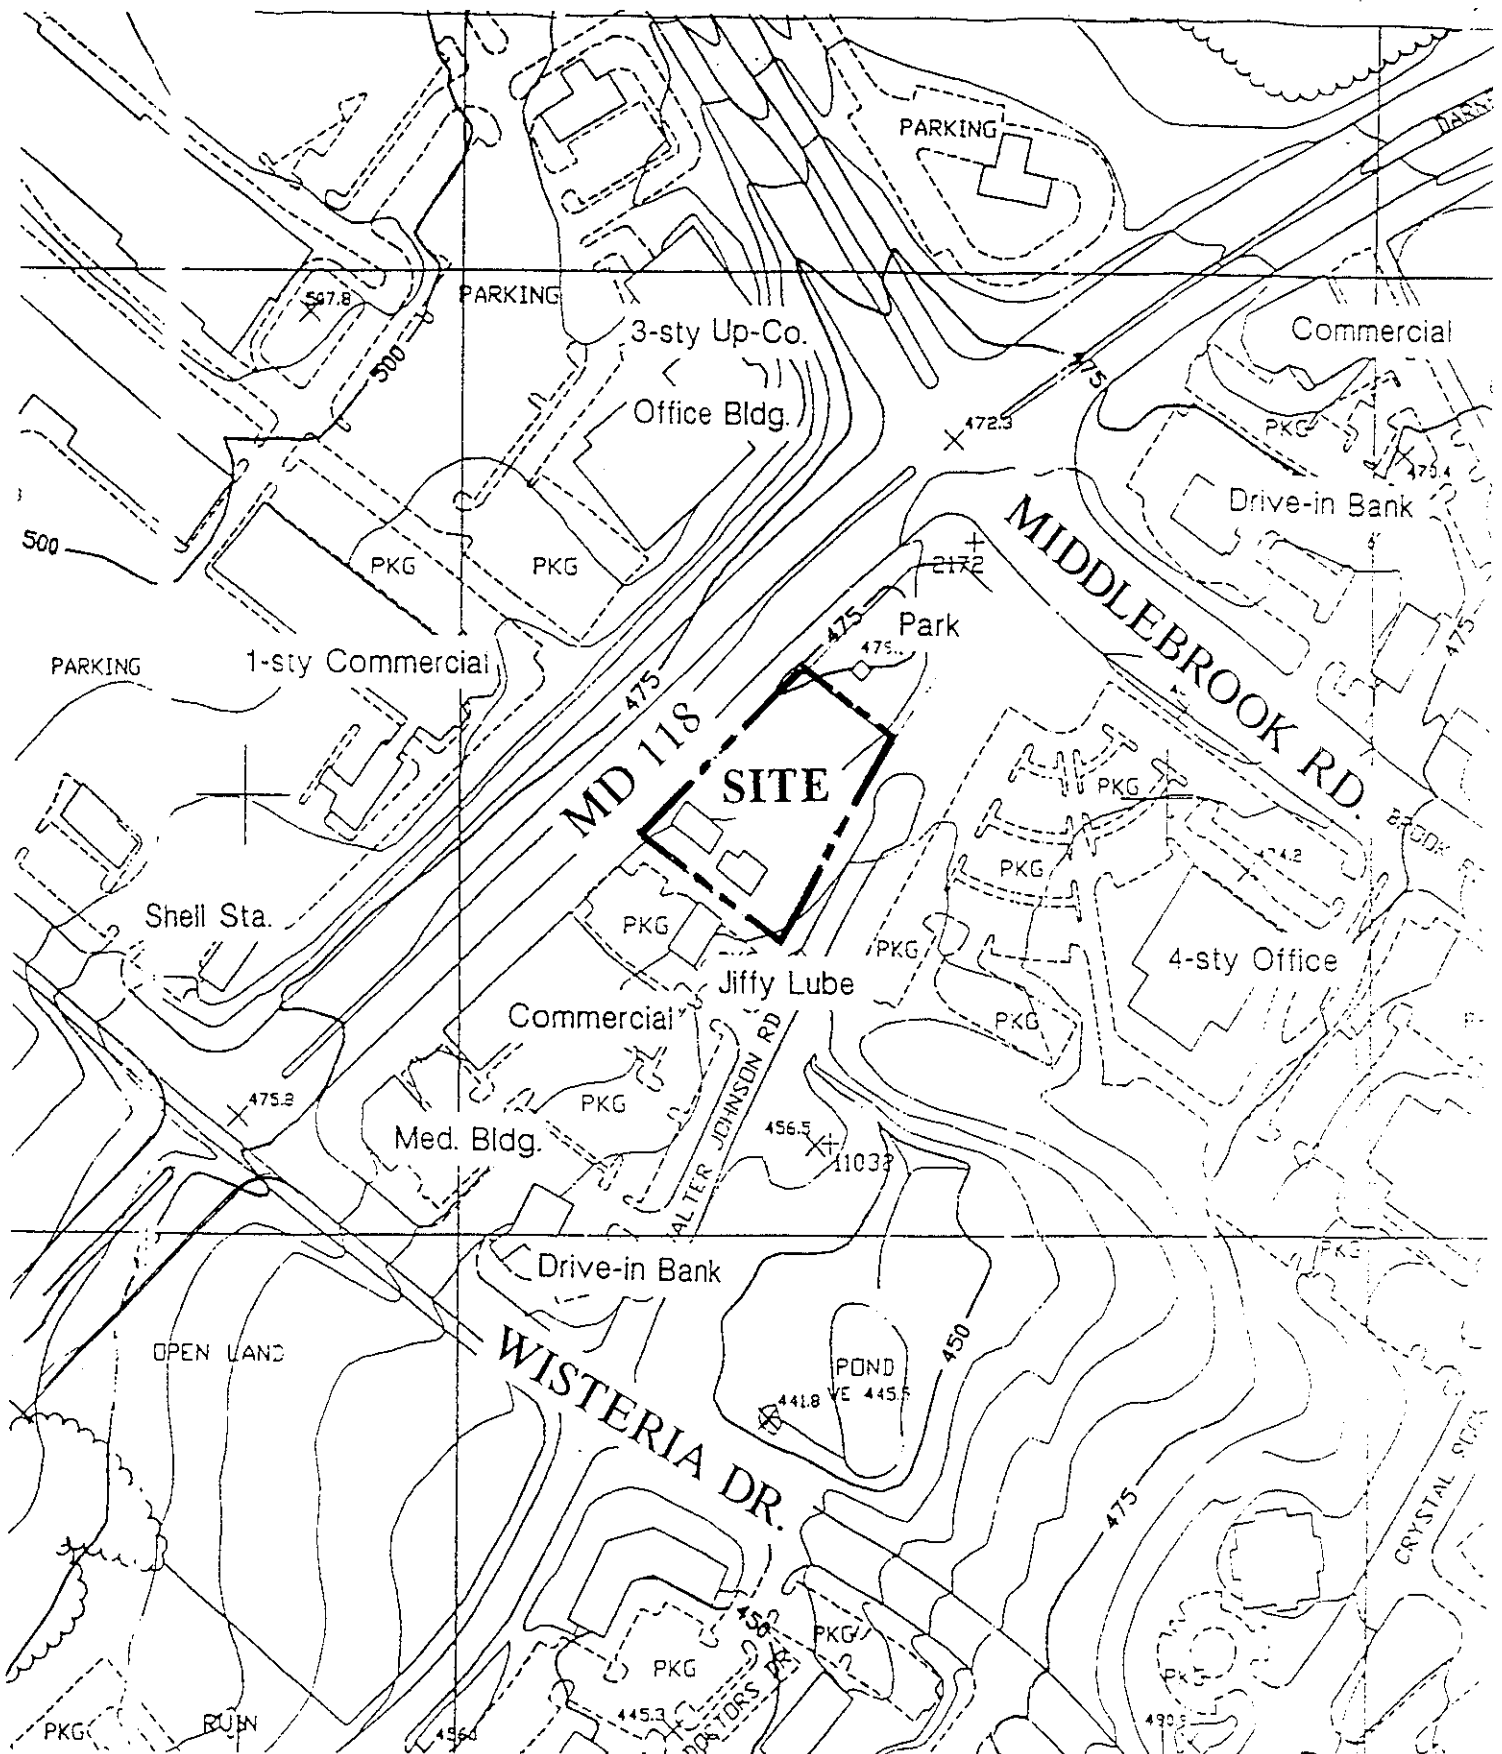 PARKING
507.8
PARKING
3-sty Up-Co.
Office Bldg.
Commercial
500
475
472.3
PKG
Drive-in Bank
500
PKG
PKG
2172
MIDDLEBROOK RD.
475
Park
475
PARKING
1-sty Commercial
475
MD 118
SITE
PKG
PKG
Shell Sta.
PKG
PKG
4-sty Office
Jiffy Lube
Commercial
PKG
475.8
PKG
JOHNSON RD
Med. Bldg.
456.5
11032
Drive-in Bank
PKG
OPEN LAND
450
POND
441.8
WISTERIA DR.
475
CRYSTAL
450
PKG
PKG
PKG
445.3
PKG
RUIN